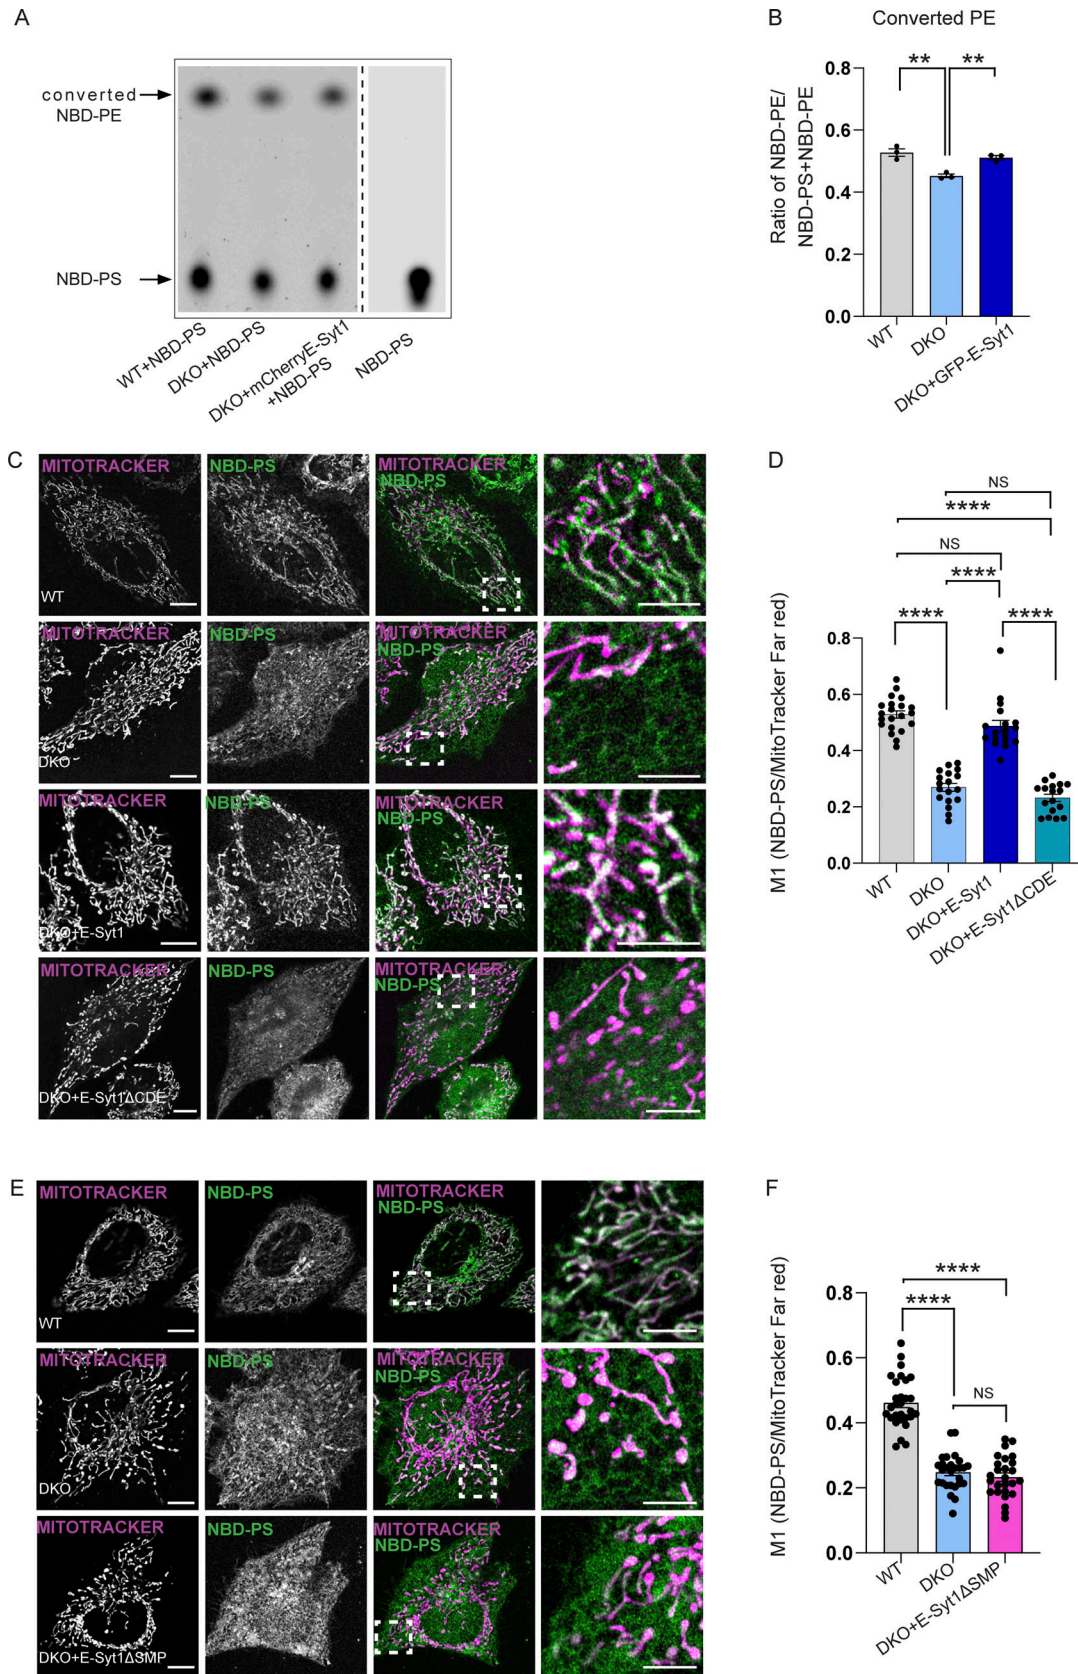 A
converted
NBD-PE
NBD-PS
WT+NBD-PS
DKO+NBD-PS
DKO+mCherryE-Syt1
+NBD-PS
NBD-PS
B
Converted PE
Ratio of NBD-PE/
NBD-PS+NBD-PE
0.8
0.6
0.4
0.2
0.0
**
**
WT
DKO
DKO+GFP-E-Syt1
C
MITOTRACKER
NBD-PS
MITOTRACKER
NBD-PS
WT
MITOTRACKER
NBD-PS
MITOTRACKER
NBD-PS
DKO
MITOTRACKER
NBD-PS
MITOTRACKER
NBD-PS
DKO+E-Syt1
MITOTRACKER
NBD-PS
MITOTRACKER
NBD-PS
DKO+E-Syt1ΔCDE
D
NS
****
NS
****
****
****
M1 (NBD-PS/MitoTracker Far red)
0.8
0.6
0.4
0.2
0.0
WT
DKO
DKO+E-Syt1
DKO+E-Syt1ΔCDE
E
MITOTRACKER
NBD-PS
MITOTRACKER
NBD-PS
WT
MITOTRACKER
NBD-PS
MITOTRACKER
NBD-PS
DKO
MITOTRACKER
NBD-PS
MITOTRACKER
NBD-PS
DKO+E-Syt1ΔSMP
F
****
****
NS
M1 (NBD-PS/MitoTracker Far red)
0.8
0.6
0.4
0.2
0.0
WT
DKO
DKO+E-Syt1ΔSMP